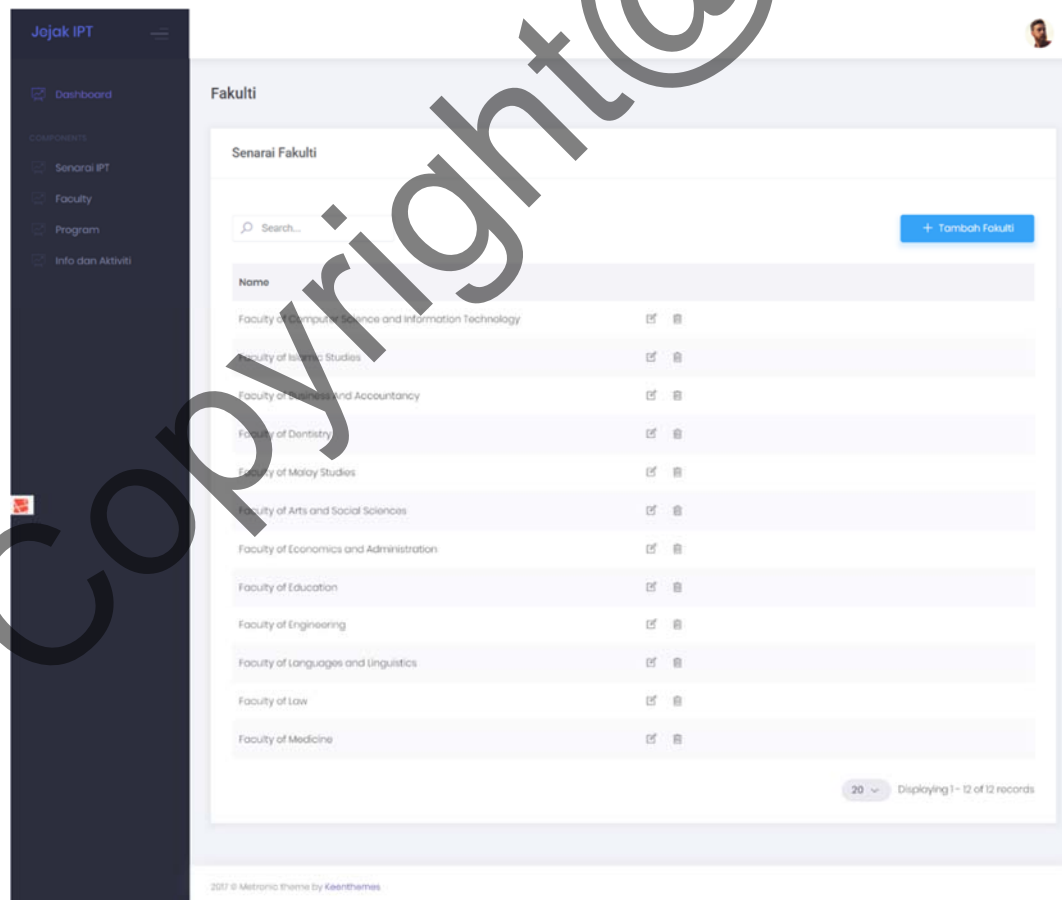 Jejak IPT
Dashboard
Fakulti
COMPONENTS
Senarai Fakulti
Senarai IPT
Faculty
Program
Search...
+ Tambah Fakulti
Info dan Aktiviti
Name
Faculty of Computer Science and Information Technology
Faculty of Islamic Studies
Faculty of Business And Accountancy
Faculty of Dentistry
Faculty of Malay Studies
Faculty of Arts and Social Sciences
Faculty of Economics and Administration
Faculty of Education
Faculty of Engineering
Faculty of Languages and Linguistics
Faculty of Law
Faculty of Medicine
20 Displaying 1 - 12 of 12 records
2017 © Metronic theme by Keenthemes
Copyright@